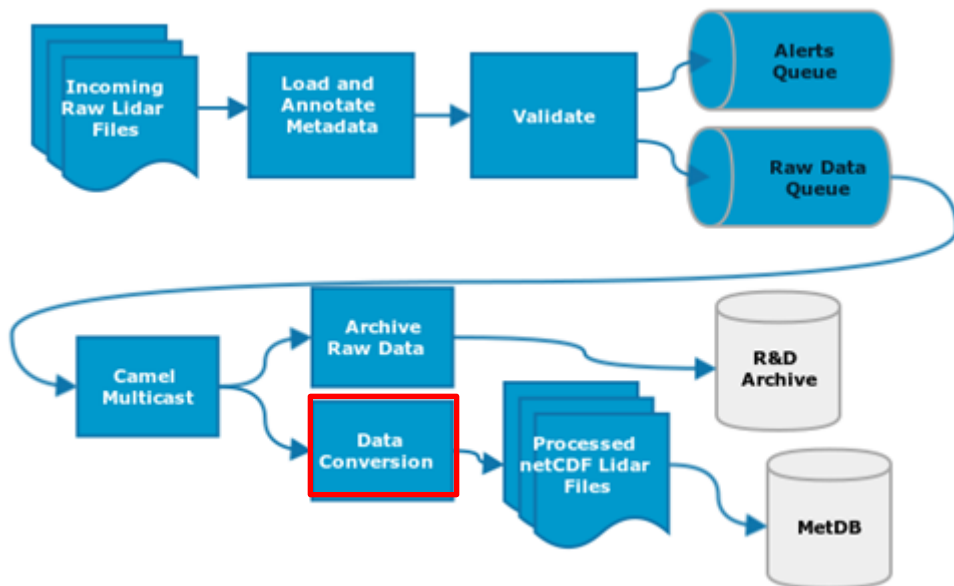 Incoming
Raw Lidar
Files
Load and
Annotate
Metadata
Validate
Alerts
Queue
Raw Data
Queue
Camel
Multicast
Archive
Raw Data
Data
Conversion
Processed
netCDF Lidar
Files
R&D
Archive
MetDB